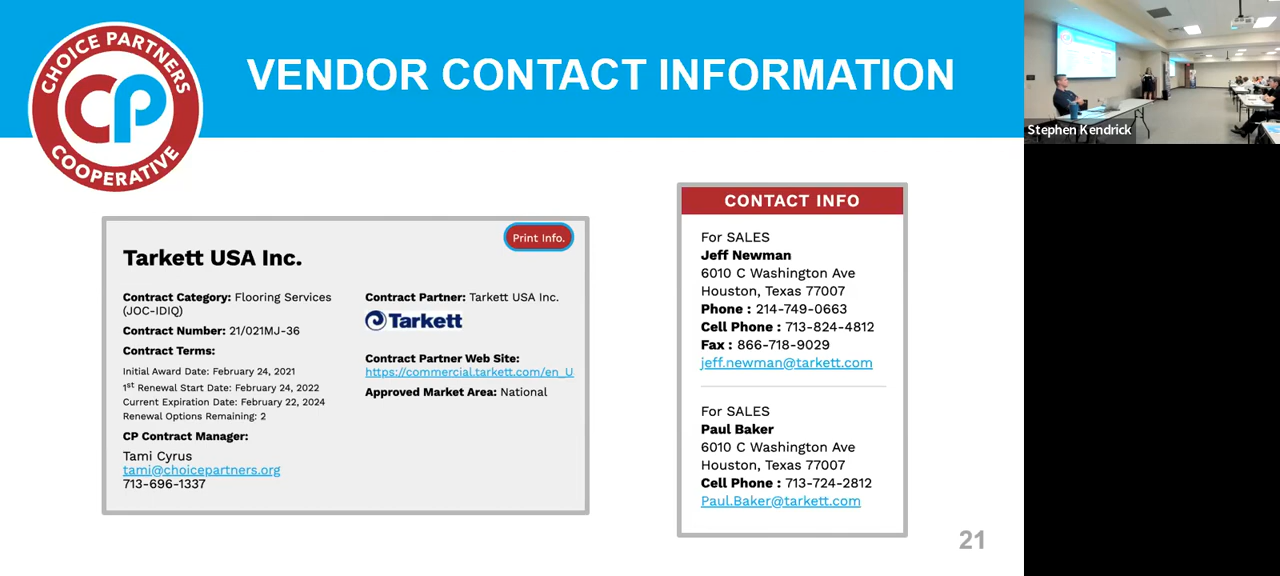 CHOICE PARTNERS
CP
COOPERATIVE
VENDOR CONTACT INFORMATION
Stephen Kendrick
Print Info.
Tarkett USA Inc.
Contract Category: Flooring Services
(JOC-IDIQ)
Contract Number: 21/021MJ-36
Contract Terms:
Initial Award Date: February 24, 2021
1st Renewal Start Date: February 24, 2022
Current Expiration Date: February 22, 2024
Renewal Options Remaining: 2
CP Contract Manager:
Tami Cyrus
tami@choicepartners.org
713-696-1337
Contract Partner: Tarkett USA Inc.
Tarkett
Contract Partner Web Site:
https://commercial.tarkett.com/en_U
Approved Market Area: National
CONTACT INFO
For SALES
Jeff Newman
6010 C Washington Ave
Houston, Texas 77007
Phone : 214-749-0663
Cell Phone : 713-824-4812
Fax : 866-718-9029
jeff.newman@tarkett.com
For SALES
Paul Baker
6010 C Washington Ave
Houston, Texas 77007
Cell Phone : 713-724-2812
Paul.Baker@tarkett.com
21